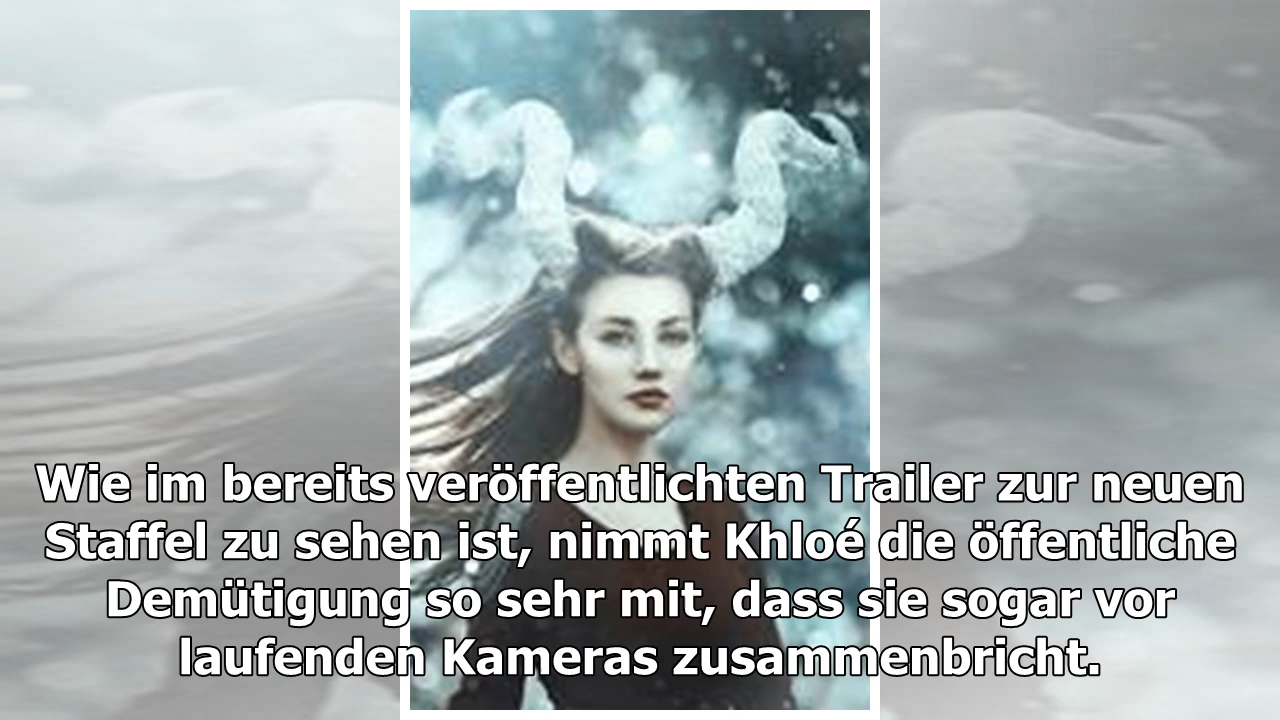 Wie im bereits veröffentlichten Trailer zur neuen
Staffel zu sehen ist, nimmt Khloé die öffentliche
Demütigung so sehr mit, dass sie sogar vor
laufenden Kameras zusammenbricht.